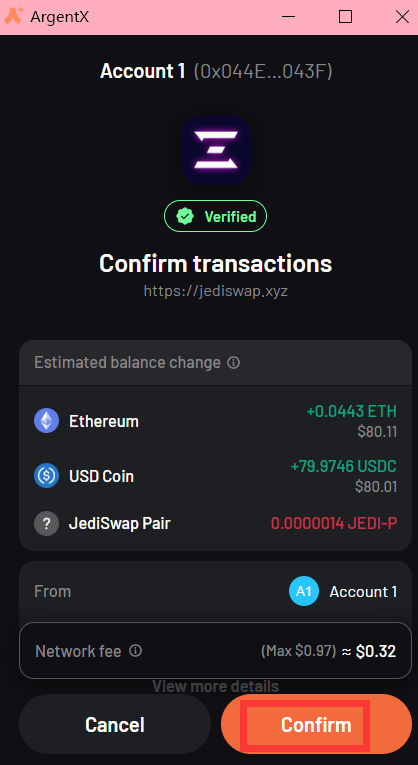 ArgentX
Account 1 (0x044E...043F)
Verified
Confirm transactions
https://jediswap.xyz
Estimated balance change
Ethereum +0.0443 ETH
$80.11
USD Coin +79.9746 USDC
$80.01
? JediSwap Pair 0.0000014 JEDI-P
From A1 Account 1
Network fee (Max $0.97) ≈ $0.32
View more details
Cancel Confirm